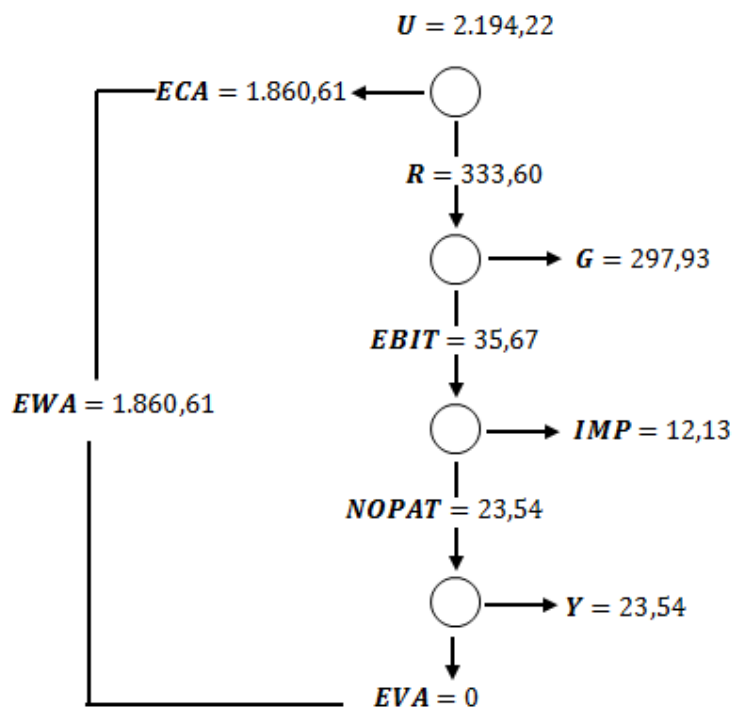 U = 2.194,22
ECA = 1.860,61
R = 333,60
G = 297,93
EBIT = 35,67
EWA = 1.860,61
IMP = 12,13
NOPAT = 23,54
Y = 23,54
EVA = 0